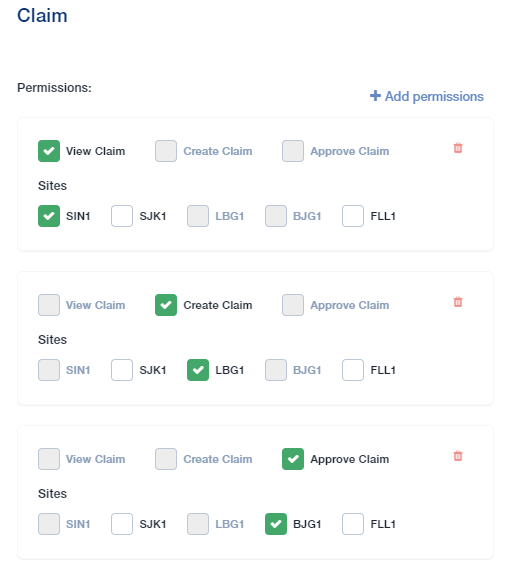 Claim
Permissions:
Add permissions
View Claim Create Claim Approve Claim
Sites
SIN1 SJK1 LBG1 BJG1 FLL1
View Claim Create Claim Approve Claim
Sites
SIN1 SJK1 LBG1 BJG1 FLL1
View Claim Create Claim Approve Claim
Sites
SIN1 SJK1 LBG1 BJG1 FLL1